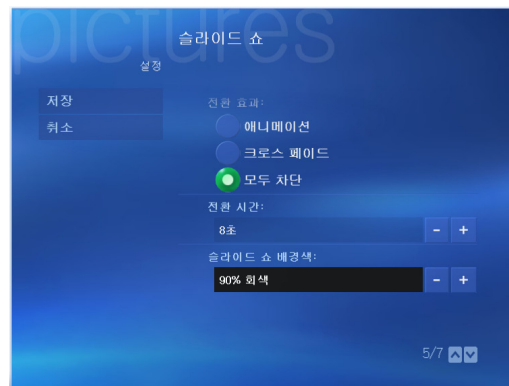 pictures
슬라이드 쇼
설정
저장
취소
전환 효과:
애니메이션
크로스 페이드
모두 차단
전환 시간:
8초 - +
슬라이드 쇼 배경색:
90% 회색 - +
5/7